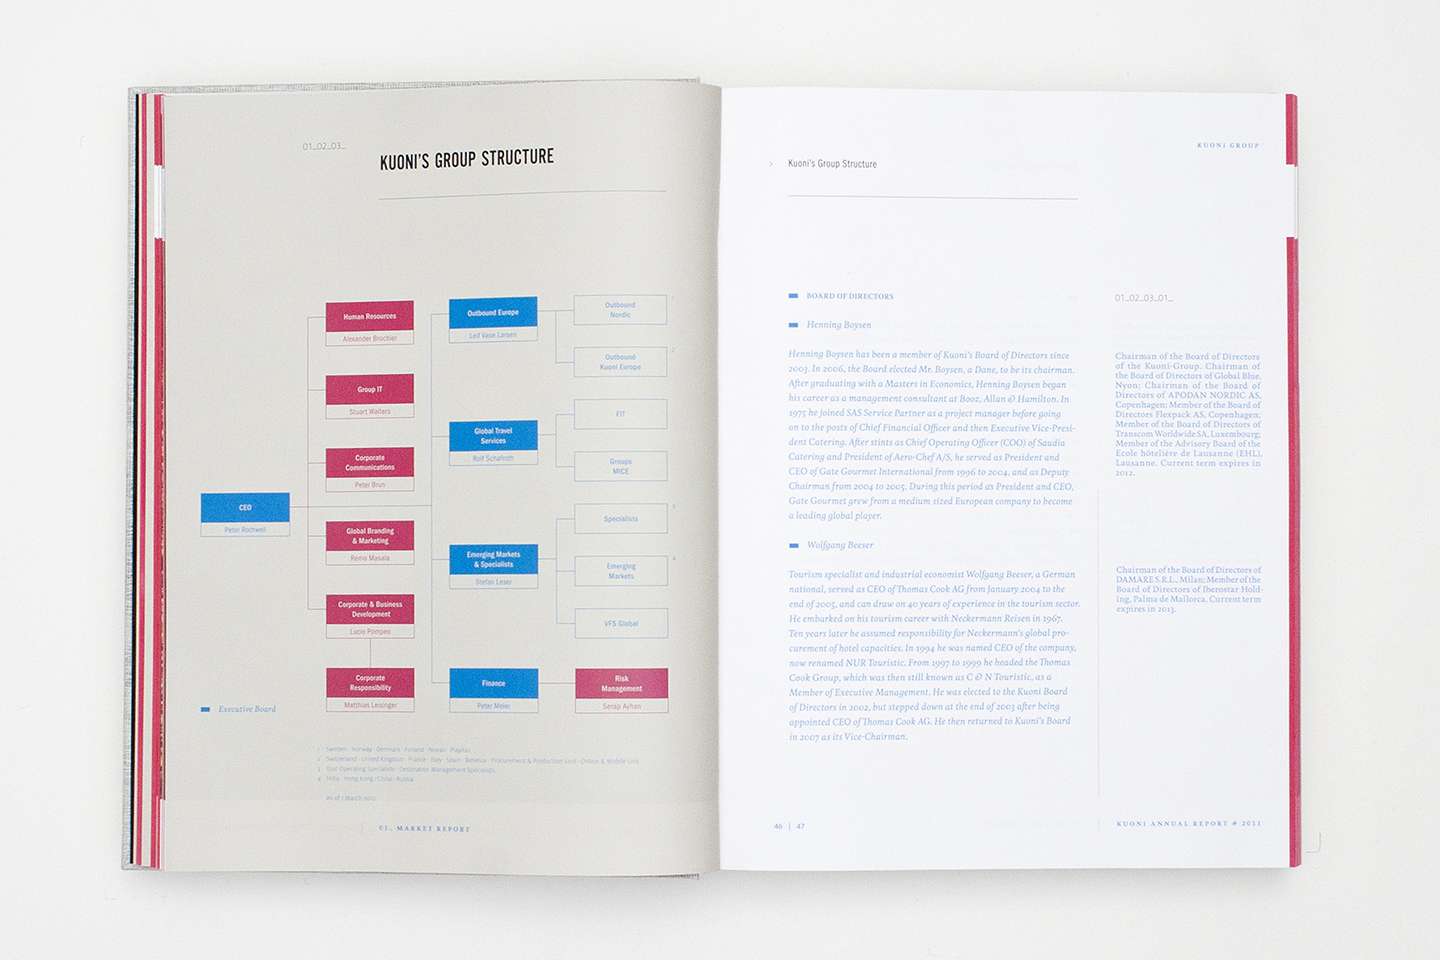 01_02_03_
KUONI'S GROUP STRUCTURE
CEO
Peter Rothwell
Human Resources
Alexander Brochier
Group IT
Stuart Walters
Corporate
Communications
Peter Brun
Global Branding
& Marketing
Remo Masala
Corporate & Business
Development
Lucio Pompeo
Corporate
Responsibility
Matthias Leisinger
Outbound Europe
Leif Vase Larsen
Global Travel
Services
Rolf Schafroth
Emerging Markets
& Specialists
Stefan Leser
Finance
Peter Meier
Outbound
Nordic
1
Outbound
Kuoni Europe
2
FIT
Groups
MICE
Specialists
3
Emerging
Markets
4
VFS Global
Risk
Management
Serap Ayhan
Executive Board
1 Sweden · Norway · Denmark · Finland · Novair · Playitas
2 Switzerland · United Kingdom · France · Italy · Spain · Benelux · Procurement & Production Unit · Online & Mobile Unit
3 Tour Operating Specialists · Destination Management Specialists
4 India · Hong Kong / China · Russia
As of 1 March 2012
01_ MARKET REPORT
KUONI GROUP
> Kuoni's Group Structure
BOARD OF DIRECTORS
01_02_03_01_
Henning Boysen
Henning Boysen has been a member of Kuoni's Board of Directors since
2003. In 2006, the Board elected Mr. Boysen, a Dane, to be its chairman.
After graduating with a Masters in Economics, Henning Boysen began
his career as a management consultant at Booz, Allan & Hamilton. In
1975 he joined SAS Service Partner as a project manager before going
on to the posts of Chief Financial Officer and then Executive Vice-Presi-
dent Catering. After stints as Chief Operating Officer (COO) of Saudia
Catering and President of Aero-Chef A/S, he served as President and
CEO of Gate Gourmet International from 1996 to 2004, and as Deputy
Chairman from 2004 to 2005. During this period as President and CEO,
Gate Gourmet grew from a medium sized European company to become
a leading global player.
Chairman of the Board of Directors
of the Kuoni-Group. Chairman of
the Board of Directors of Global Blue,
Nyon; Chairman of the Board of
Directors of APODAN NORDIC AS,
Copenhagen; Member of the Board of
Directors Flexpack AS, Copenhagen;
Member of the Board of Directors of
Transcom Worldwide SA, Luxembourg;
Member of the Advisory Board of the
Ecole hôtelière de Lausanne (EHL),
Lausanne. Current term expires in
2012.
Wolfgang Beeser
Tourism specialist and industrial economist Wolfgang Beeser, a German
national, served as CEO of Thomas Cook AG from January 2004 to the
end of 2005, and can draw on 40 years of experience in the tourism sector.
He embarked on his tourism career with Neckermann Reisen in 1967.
Ten years later he assumed responsibility for Neckermann's global pro-
curement of hotel capacities. In 1994 he was named CEO of the company,
now renamed NUR Touristic. From 1997 to 1999 he headed the Thomas
Cook Group, which was then still known as C & N Touristic, as a
Member of Executive Management. He was elected to the Kuoni Board
of Directors in 2002, but stepped down at the end of 2003 after being
appointed CEO of Thomas Cook AG. He then returned to Kuoni's Board
in 2007 as its Vice-Chairman.
Chairman of the Board of Directors of
DAMARE S.R.L., Milan; Member of the
Board of Directors of Iberostar Hold-
ing, Palma de Mallorca. Current term
expires in 2013.
46 | 47
KUONI ANNUAL REPORT # 2011